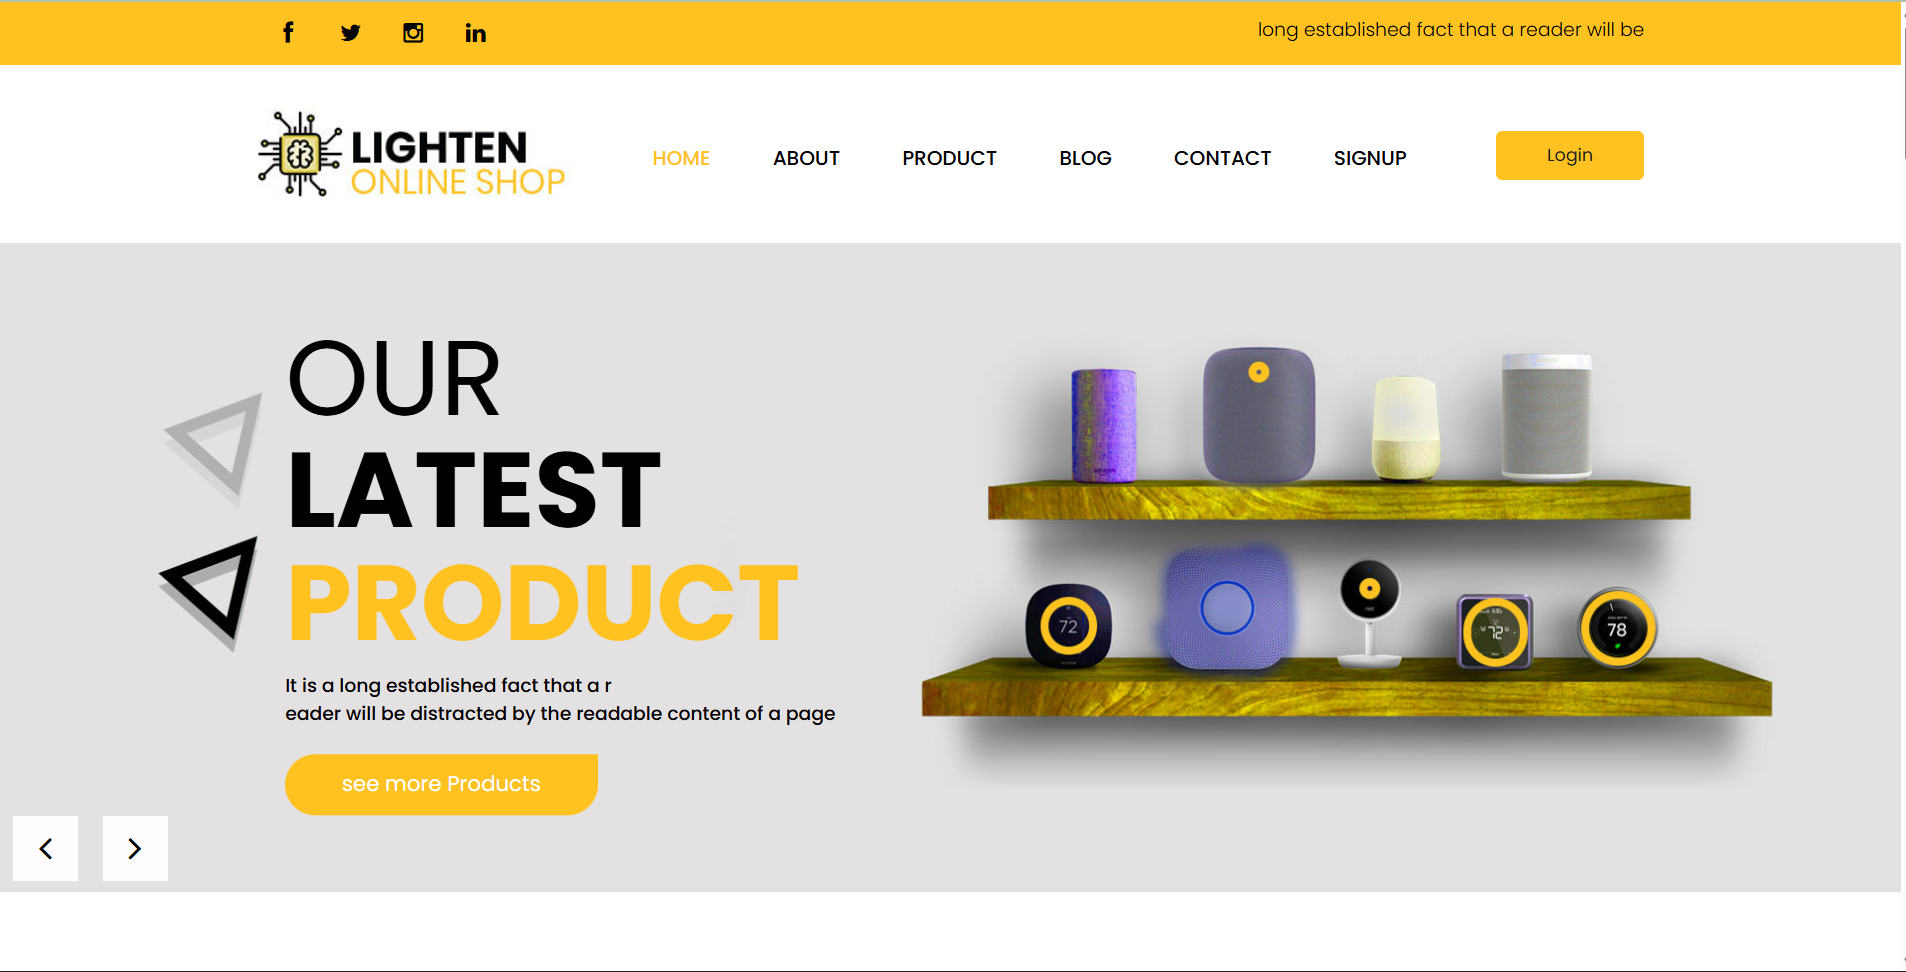 long established fact that a reader will be
LIGHTEN
ONLINE SHOP
HOME ABOUT PRODUCT BLOG CONTACT SIGNUP Login
OUR
LATEST
PRODUCT
It is a long established fact that a r
eader will be distracted by the readable content of a page
see more Products
72
72
78